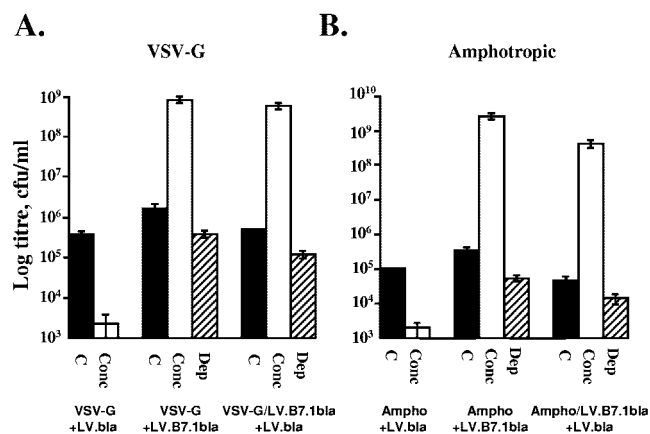 A.
VSV-G
Log titre, cfu/ml
10⁹
10⁸
10⁷
10⁶
10⁵
10⁴
10³
C
Conc
C
Conc
Dep
C
Conc
Dep
VSV-G
+LV.bla
VSV-G
+LV.B7.1bla
VSV-G/LV.B7.1bla
+LV.bla
B.
Amphotropic
10¹⁰
10⁹
10⁸
10⁷
10⁶
10⁵
10⁴
10³
C
Conc
C
Conc
Dep
C
Conc
Dep
Ampho
+LV.bla
Ampho
+LV.B7.1bla
Ampho/LV.B7.1bla
+LV.bla